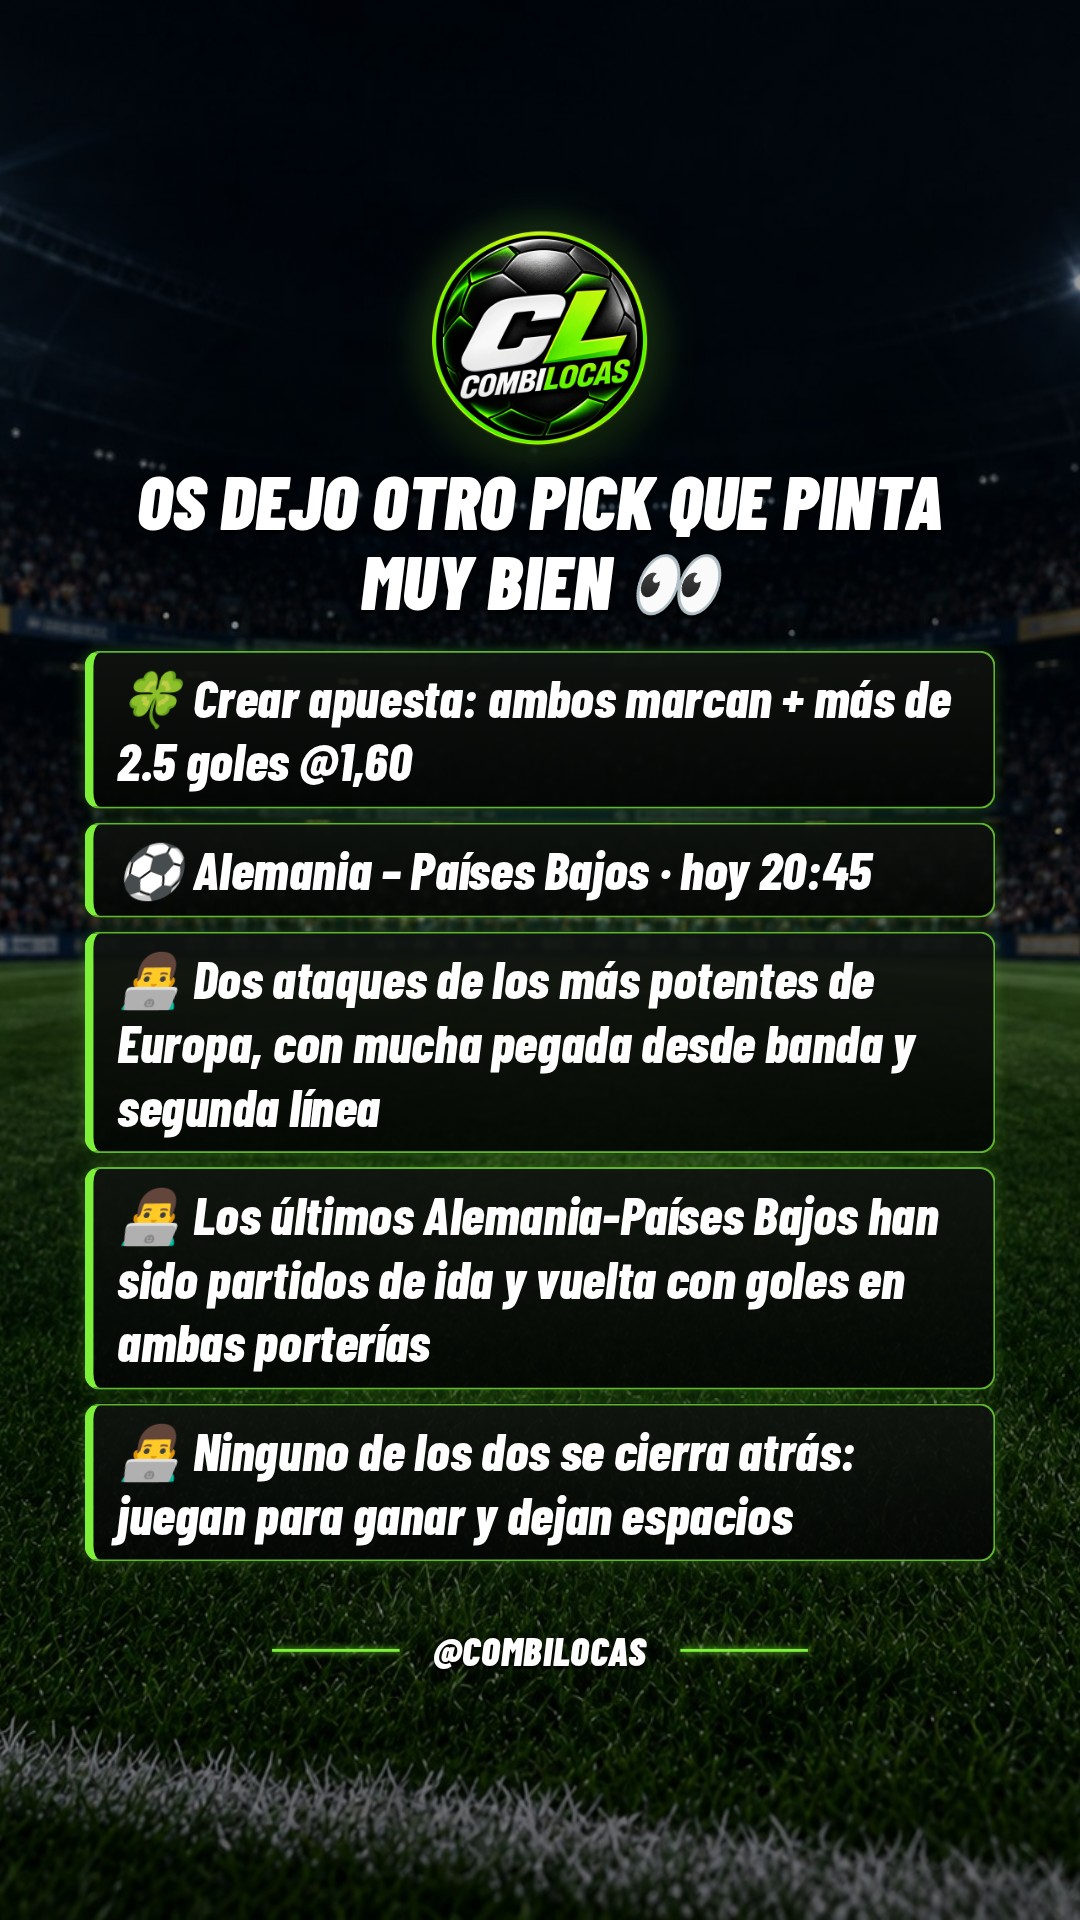 CL
COMBILOCAS
OS DEJO OTRO PICK QUE PINTA
MUY BIEN 👀
🍀 Crear apuesta: ambos marcan + más de
2.5 goles @1,60
⚽ Alemania – Países Bajos · hoy 20:45
👨‍💻 Dos ataques de los más potentes de
Europa, con mucha pegada desde banda y
segunda línea
👨‍💻 Los últimos Alemania-Países Bajos han
sido partidos de ida y vuelta con goles en
ambas porterías
👨‍💻 Ninguno de los dos se cierra atrás:
juegan para ganar y dejan espacios
@COMBILOCAS